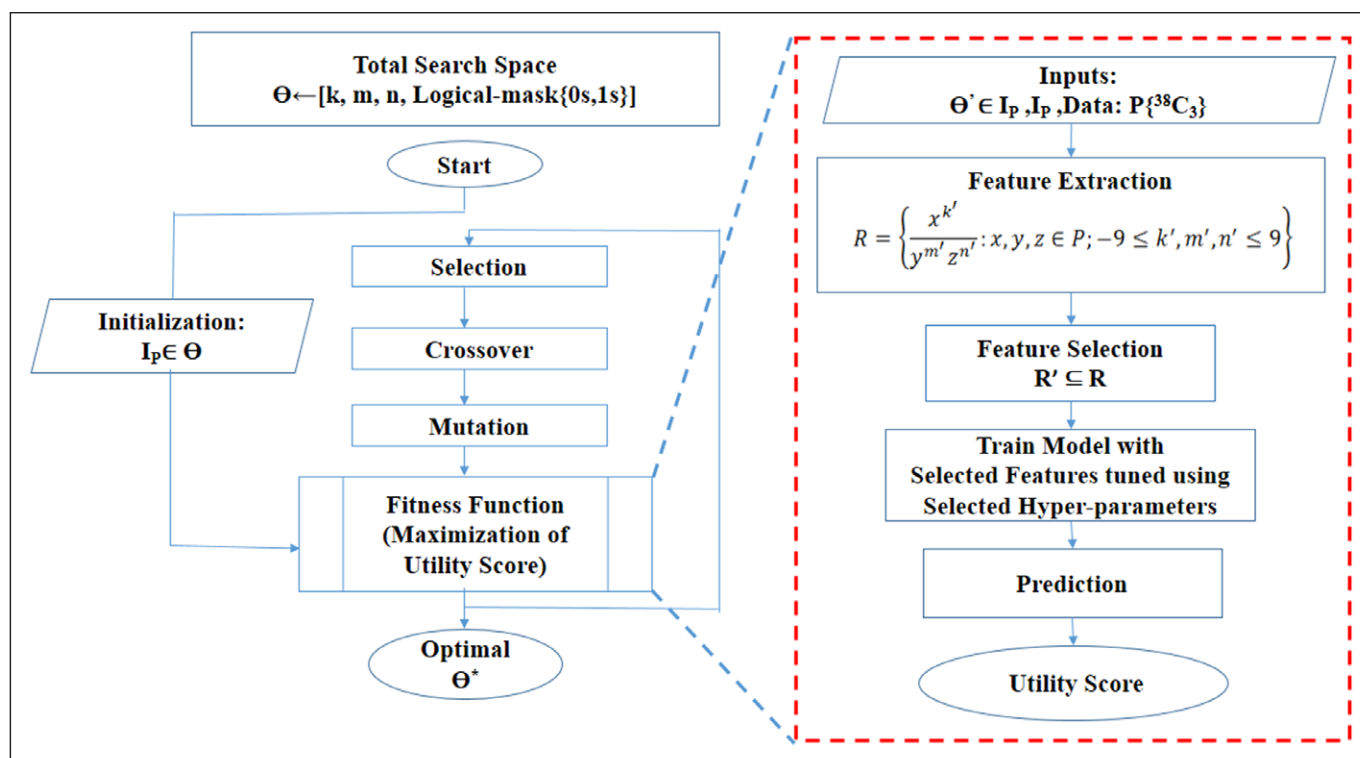 Total Search Space
Ɵ←[k, m, n, Logical-mask{0s,1s}]
Start
Initialization:
I_P∈ Ɵ
Selection
Crossover
Mutation
Fitness Function
(Maximization of
Utility Score)
Optimal
Ɵ*
Inputs:
Ɵ’∈ I_P ,I_P ,Data: P{³⁸C₃}
Feature Extraction
R = {x^k′ / y^m′ z^n′ : x, y, z ∈ P; −9 ≤ k′, m′, n′ ≤ 9}
Feature Selection
R′ ⊆ R
Train Model with
Selected Features tuned using
Selected Hyper-parameters
Prediction
Utility Score